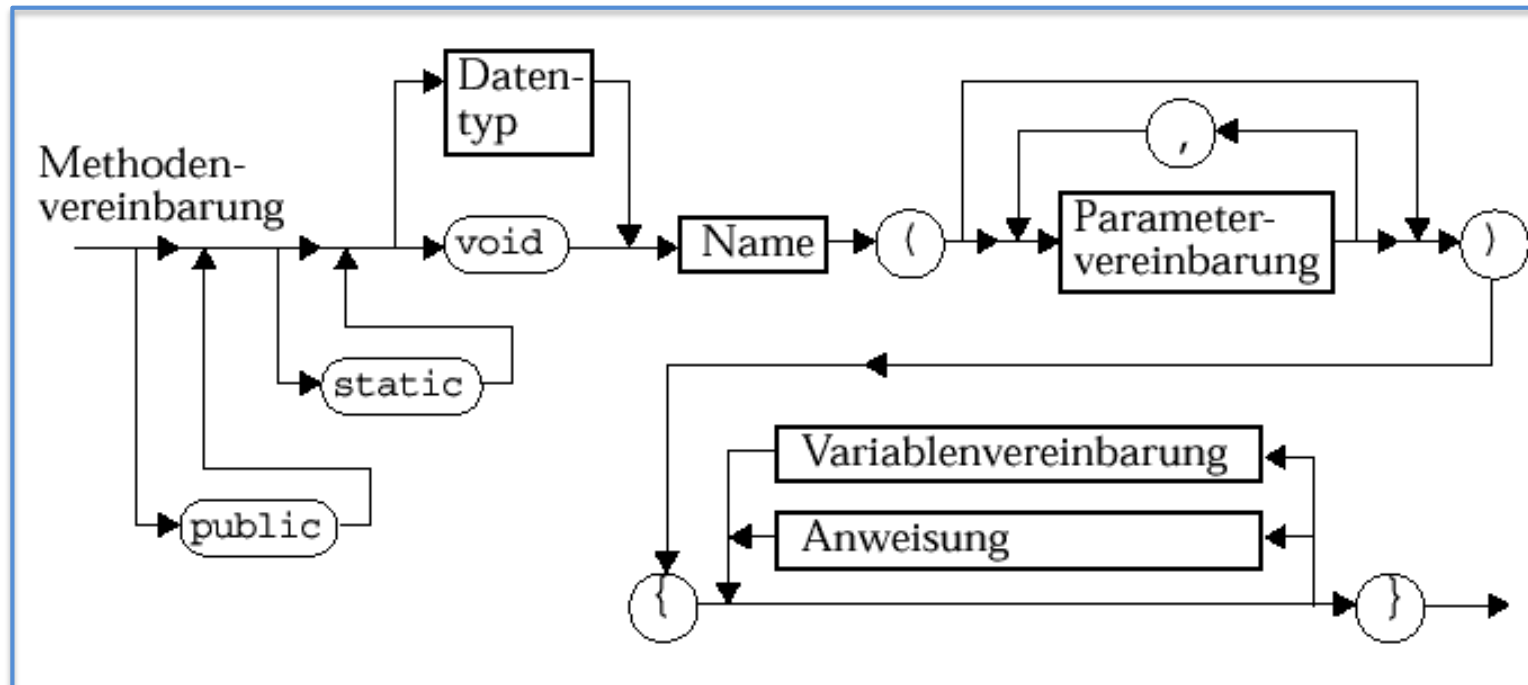 Daten-
typ
Methoden-
vereinbarung
void
Name
(
,
Parameter-
vereinbarung
)
static
public
Variablenvereinbarung
Anweisung
{
}